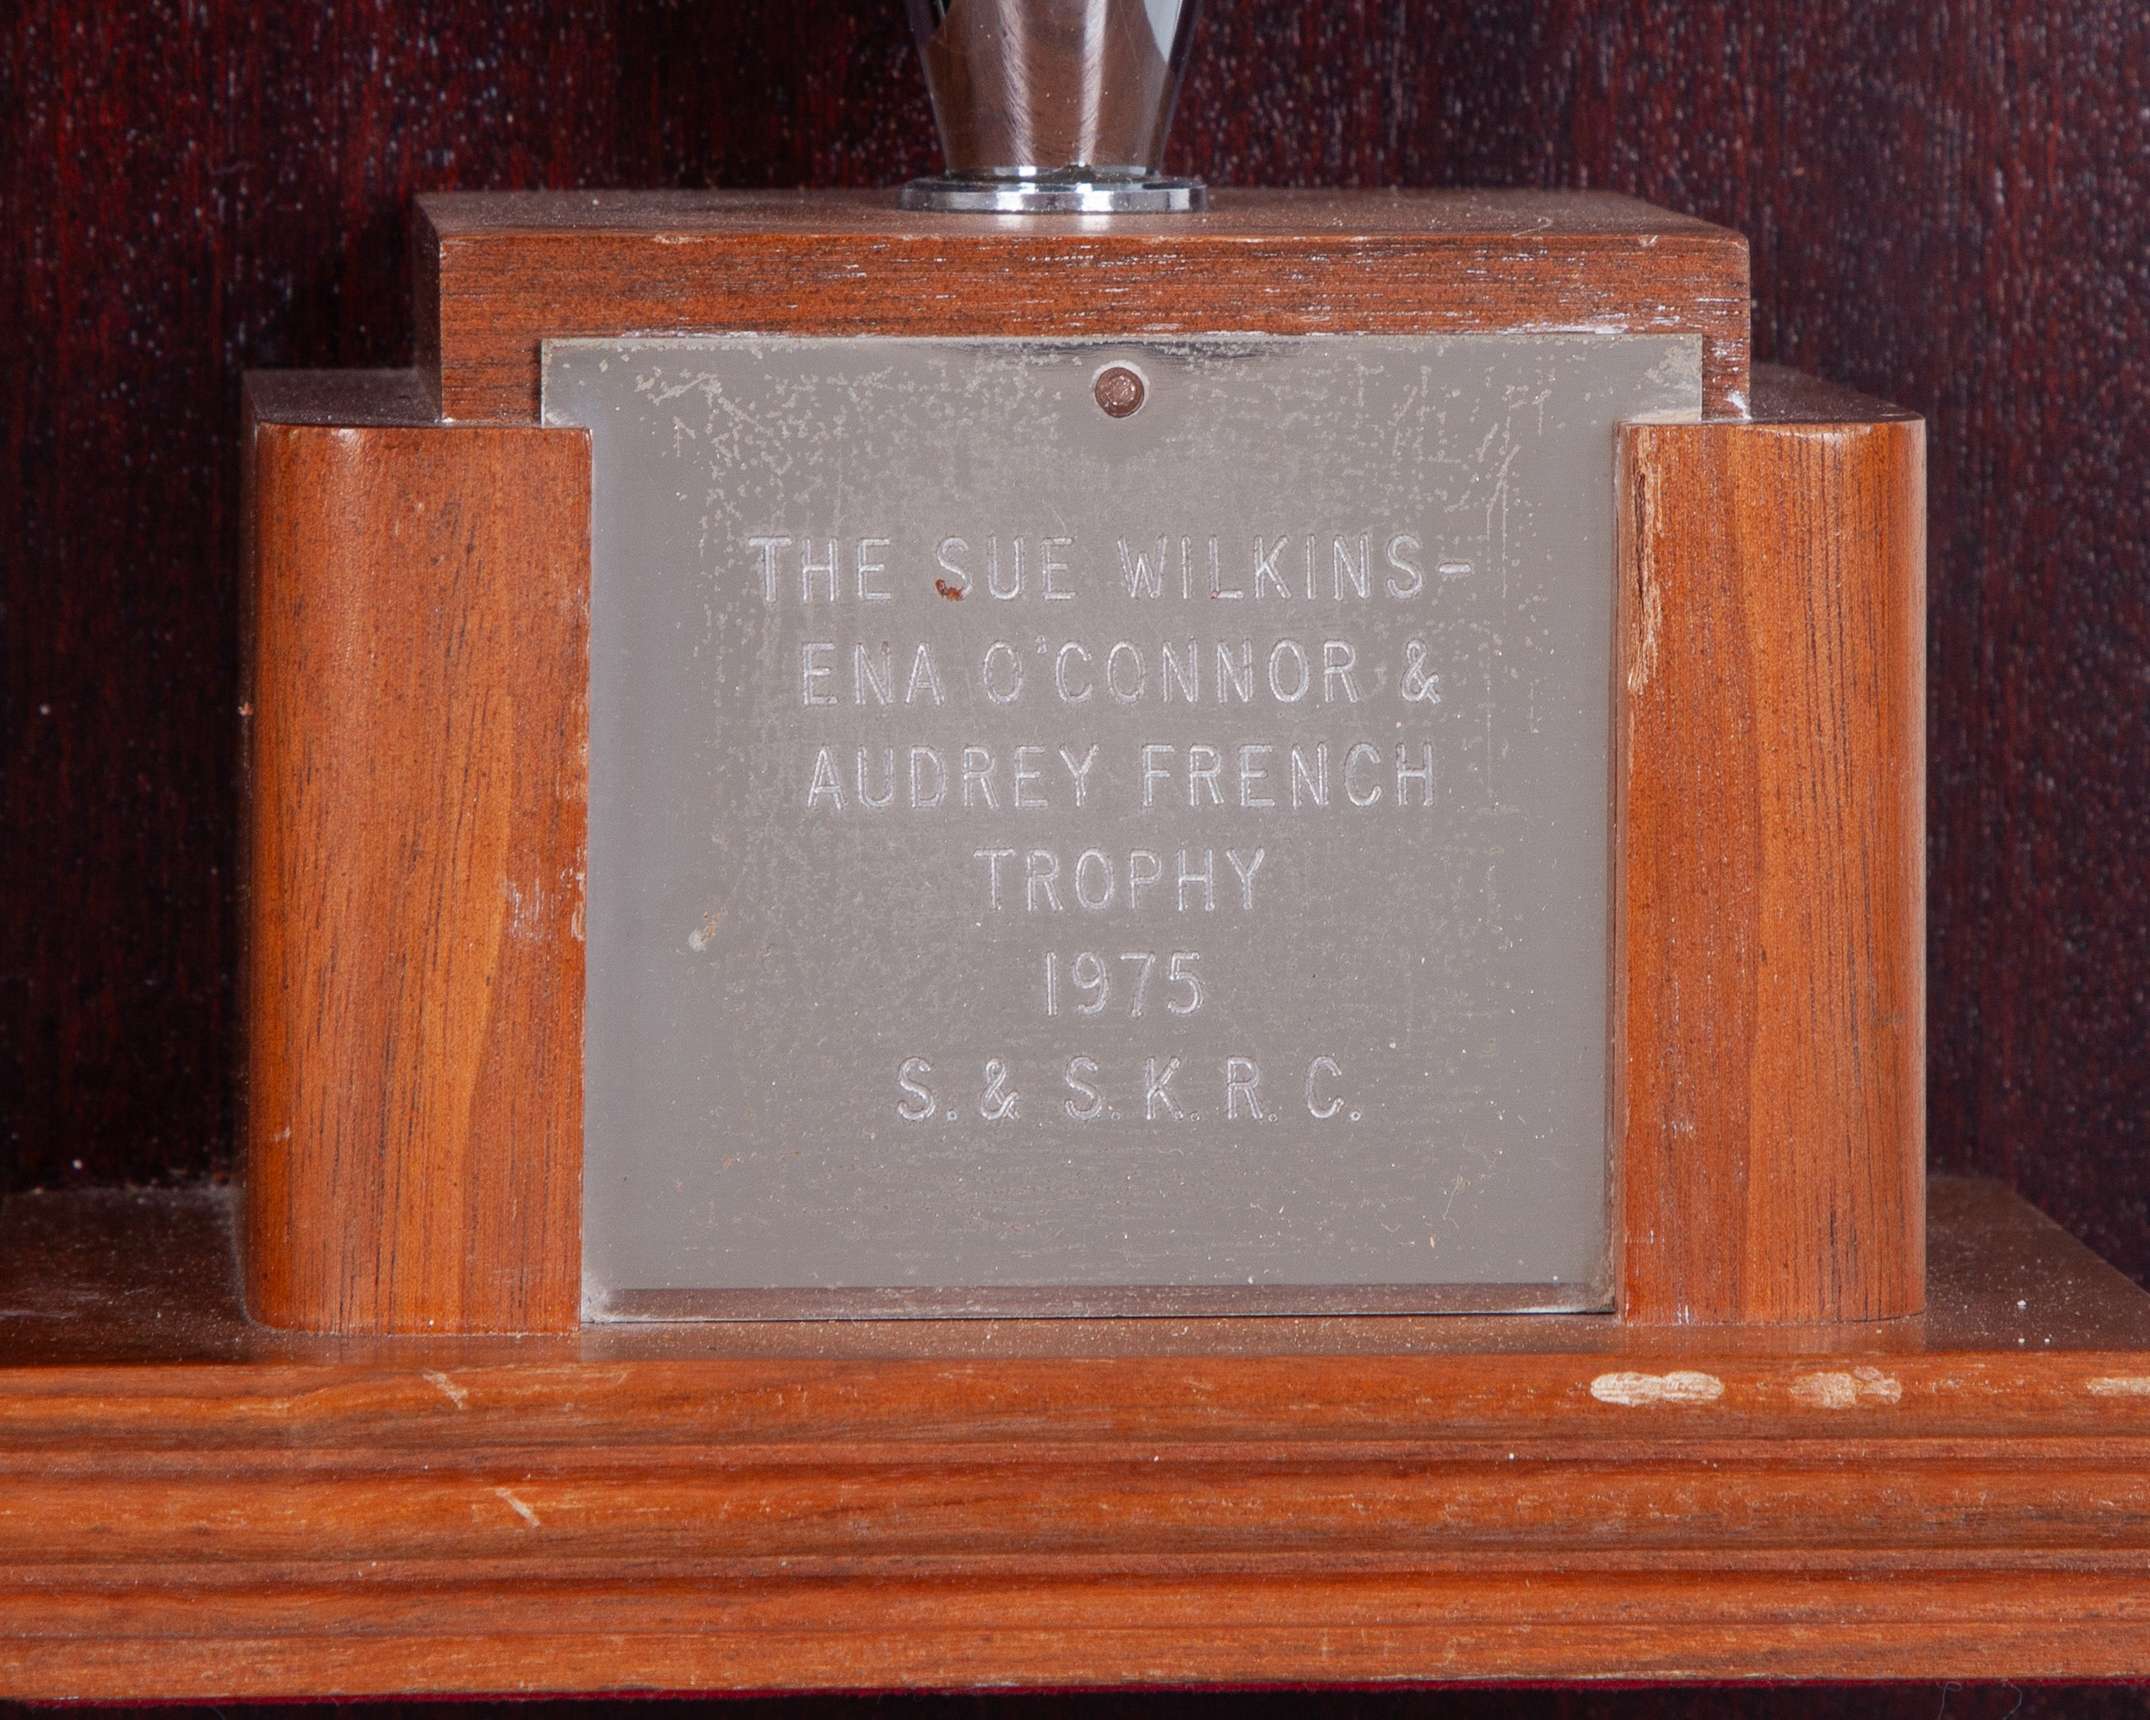 THE SUE WILKINS-
ENA O'CONNOR &
AUDREY FRENCH
TROPHY
1975
S. & S. K. R. C.